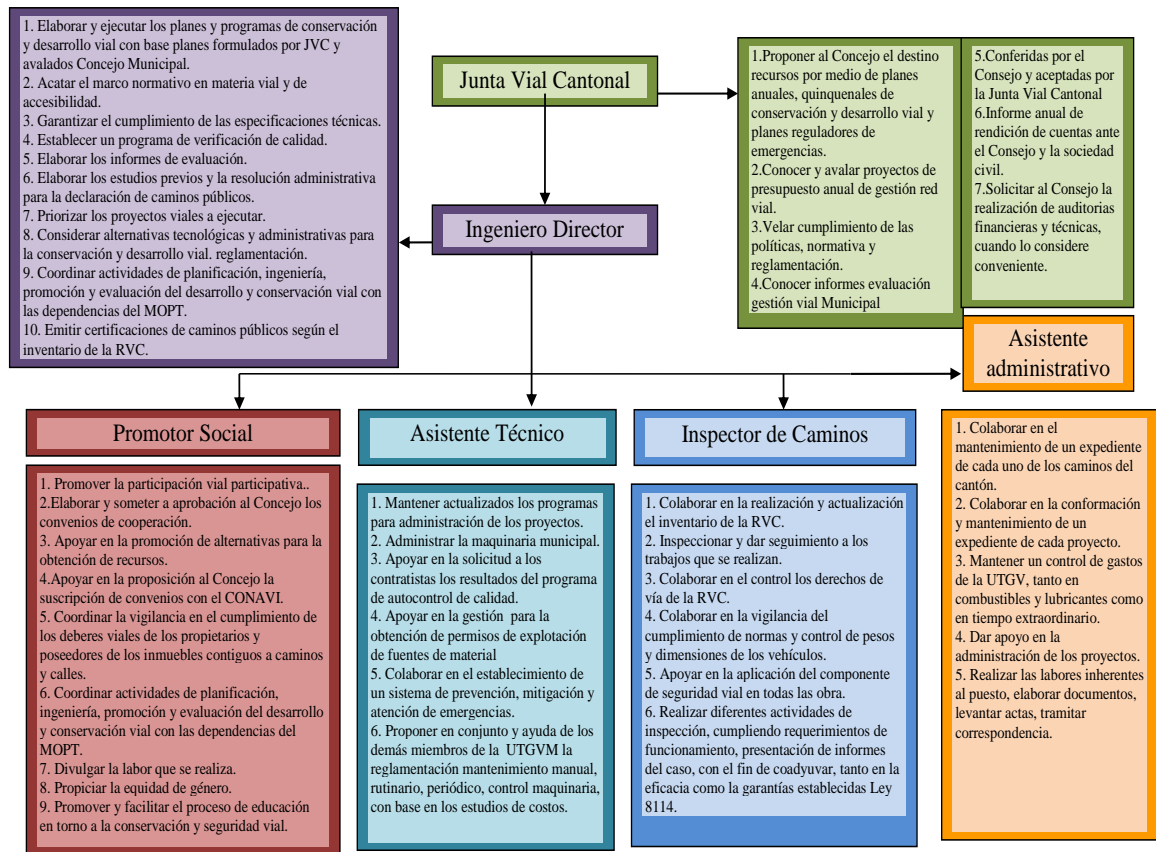 1. Elaborar y ejecutar los planes y programas de conservación
y desarrollo vial con base planes formulados por JVC y
avalados Concejo Municipal.
2. Acatar el marco normativo en materia vial y de
accesibilidad.
3. Garantizar el cumplimiento de las especificaciones técnicas.
4. Establecer un programa de verificación de calidad.
5. Elaborar los informes de evaluación.
6. Elaborar los estudios previos y la resolución administrativa
para la declaración de caminos públicos.
7. Priorizar los proyectos viales a ejecutar.
8. Considerar alternativas tecnológicas y administrativas para
la conservación y desarrollo vial. reglamentación.
9. Coordinar actividades de planificación, ingeniería,
promoción y evaluación del desarrollo y conservación vial con
las dependencias del MOPT.
10. Emitir certificaciones de caminos públicos según el
inventario de la RVC.
Junta Vial Cantonal
Ingeniero Director
1.Proponer al Concejo el destino
recursos por medio de planes
anuales, quinquenales de
conservación y desarrollo vial y
planes reguladores de
emergencias.
2.Conocer y avalar proyectos de
presupuesto anual de gestión red
vial.
3.Velar cumplimiento de las
políticas, normativa y
reglamentación.
4.Conocer informes evaluación
gestión vial Municipal
5.Conferidas por el
Consejo y aceptadas por
la Junta Vial Cantonal
6.Informe anual de
rendición de cuentas ante
el Consejo y la sociedad
civil.
7.Solicitar al Consejo la
realización de auditorias
financieras y técnicas,
cuando lo considere
conveniente.
Asistente
administrativo
Promotor Social
1. Promover la participación vial participativa..
2.Elaborar y someter a aprobación al Concejo los
convenios de cooperación.
3. Apoyar en la promoción de alternativas para la
obtención de recursos.
4.Apoyar en la proposición al Concejo la
suscripción de convenios con el CONAVI.
5. Coordinar la vigilancia en el cumplimiento de
los deberes viales de los propietarios y
poseedores de los inmuebles contiguos a caminos
y calles.
6. Coordinar actividades de planificación,
ingeniería, promoción y evaluación del desarrollo
y conservación vial con las dependencias del
MOPT.
7. Divulgar la labor que se realiza.
8. Propiciar la equidad de género.
9. Promover y facilitar el proceso de educación
en torno a la conservación y seguridad vial.
Asistente Técnico
1. Mantener actualizados los programas
para administración de los proyectos.
2. Administrar la maquinaria municipal.
3. Apoyar en la solicitud a los
contratistas los resultados del programa
de autocontrol de calidad.
4. Apoyar en la gestión para la
obtención de permisos de explotación
de fuentes de material
5. Colaborar en el establecimiento de
un sistema de prevención, mitigación y
atención de emergencias.
6. Proponer en conjunto y ayuda de los
demás miembros de la UTGVM la
reglamentación mantenimiento manual,
rutinario, periódico, control maquinaria,
con base en los estudios de costos.
Inspector de Caminos
1. Colaborar en la realización y actualización
el inventario de la RVC.
2. Inspeccionar y dar seguimiento a los
trabajos que se realizan.
3. Colaborar en el control los derechos de
vía de la RVC.
4. Colaborar en la vigilancia del
cumplimiento de normas y control de pesos
y dimensiones de los vehículos.
5. Apoyar en la aplicación del componente
de seguridad vial en todas las obra.
6. Realizar diferentes actividades de
inspección, cumpliendo requerimientos de
funcionamiento, presentación de informes
del caso, con el fin de coadyuvar, tanto en la
eficacia como la garantías establecidas Ley
8114.
1. Colaborar en el
mantenimiento de un expediente
de cada uno de los caminos del
cantón.
2. Colaborar en la conformación
y mantenimiento de un
expediente de cada proyecto.
3. Mantener un control de gastos
de la UTGV, tanto en
combustibles y lubricantes como
en tiempo extraordinario.
4. Dar apoyo en la
administración de los proyectos.
5. Realizar las labores inherentes
al puesto, elaborar documentos,
levantar actas, tramitar
correspondencia.